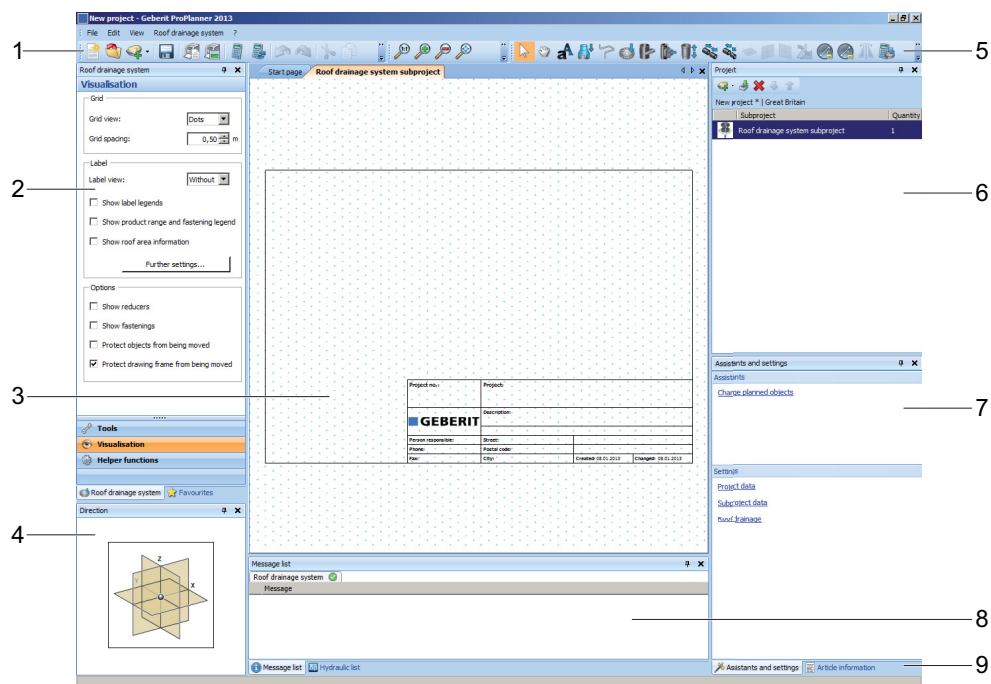 New project - Geberit ProPlanner 2013
File Edit View Roof drainage system ?
1
5
Roof drainage system
Visualisation
Grid
Grid view: Dots
Grid spacing: 0,50 m
Label
Label view: Without
2
Show label legends
Show product range and fastening legend
Show roof area information
Further settings...
Options
Show reducers
Show fastenings
Protect objects from being moved
Protect drawing frame from being moved
Tools
Visualisation
Helper functions
Roof drainage system Favourites
Direction
4
Z
Y
X
Start page Roof drainage system subproject
3
Project no.: Project:
GEBERIT
Description:
Person responsible: Street:
Phone: Postal code:
Fax: City: Created: 08.01.2013 Changed: 08.01.2013
Message list
Roof drainage system
Message
8
Message list Hydraulic list
Project
New project * | Great Britain
Subproject Quantity
Roof drainage system subproject 1
6
Assistants and settings
Assistants
Charge planned objects
7
Settings
Project data
Subproject data
Roof drainage
Assistants and settings Article information
9